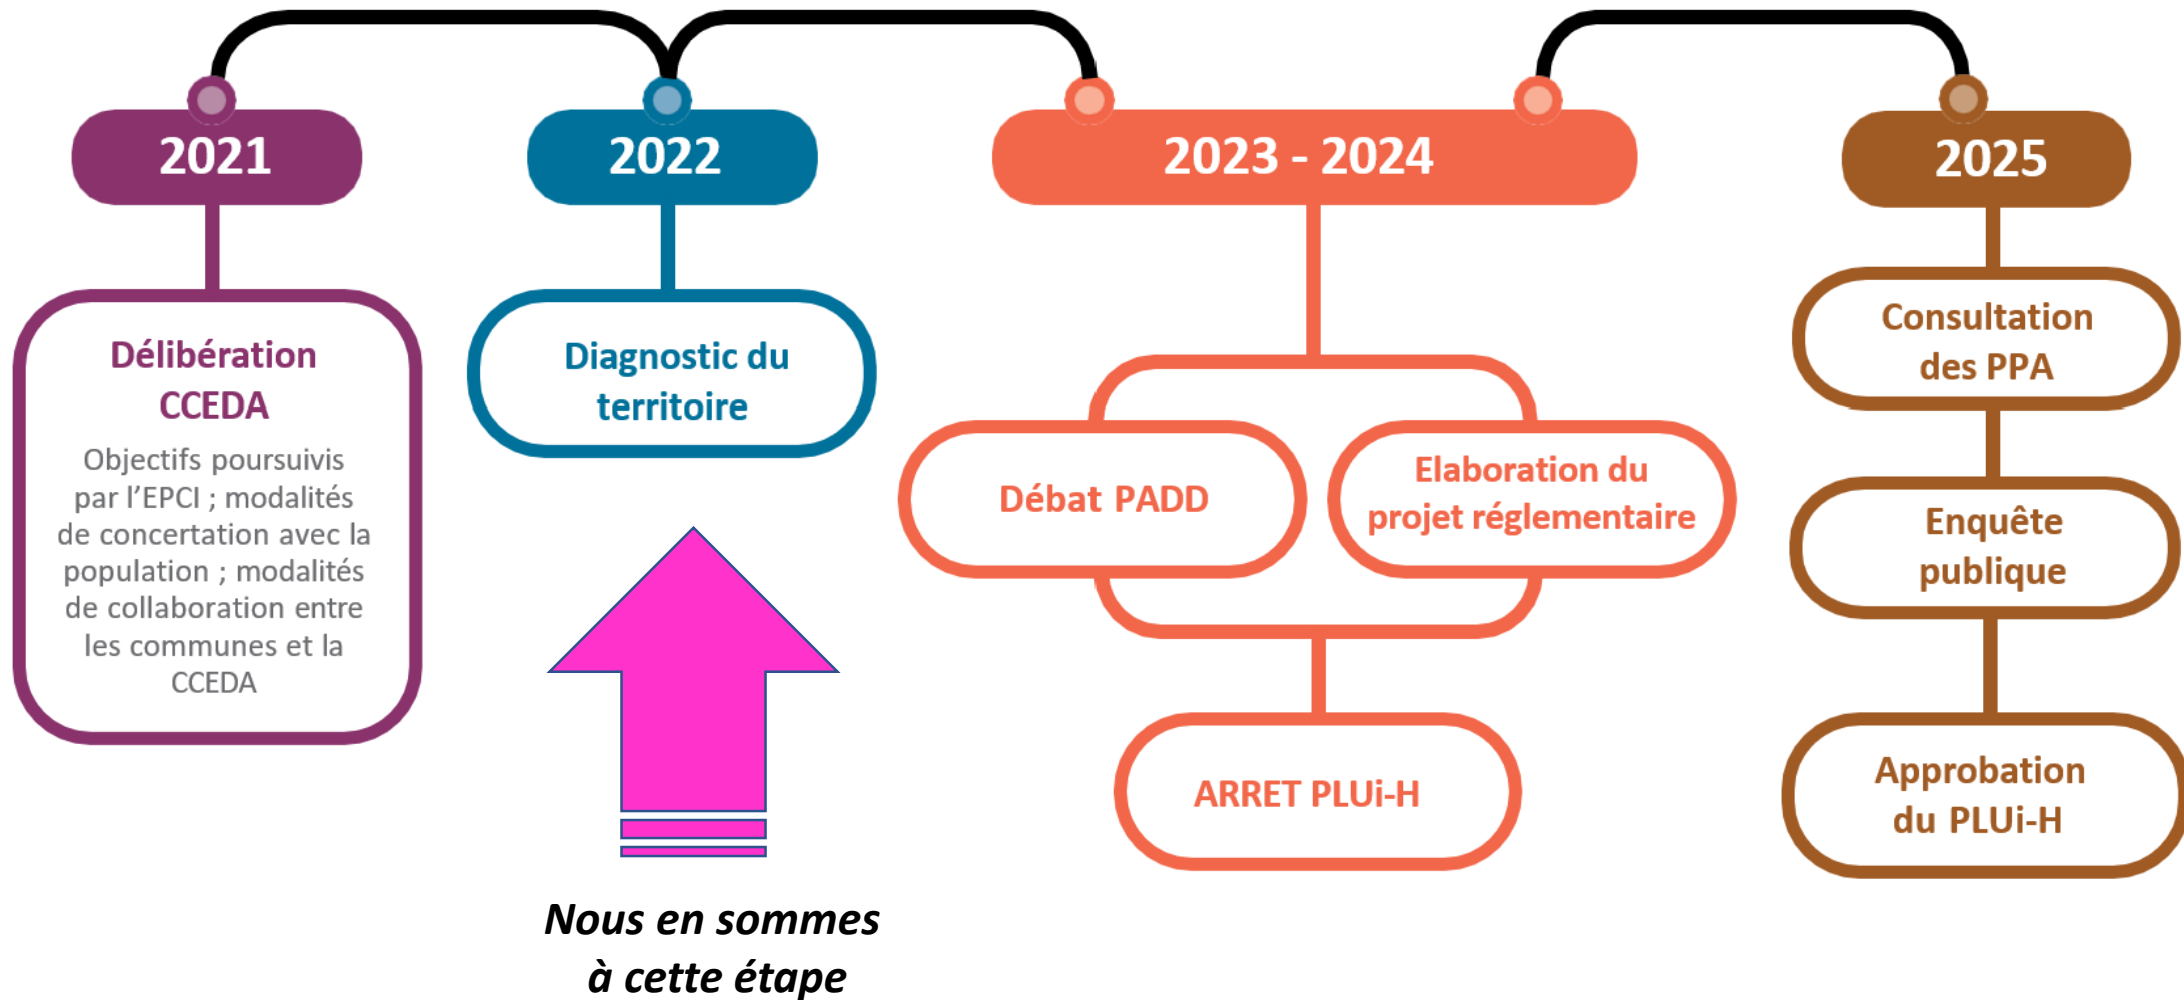 2021
Délibération
CCEDA
Objectifs poursuivis
par l'EPCI ; modalités
de concertation avec la
population ; modalités
de collaboration entre
les communes et la
CCEDA
2022
Diagnostic du
territoire
Nous en sommes
à cette étape
2023 - 2024
Débat PADD
Elaboration du
projet réglementaire
ARRET PLUi-H
2025
Consultation
des PPA
Enquête
publique
Approbation
du PLUi-H